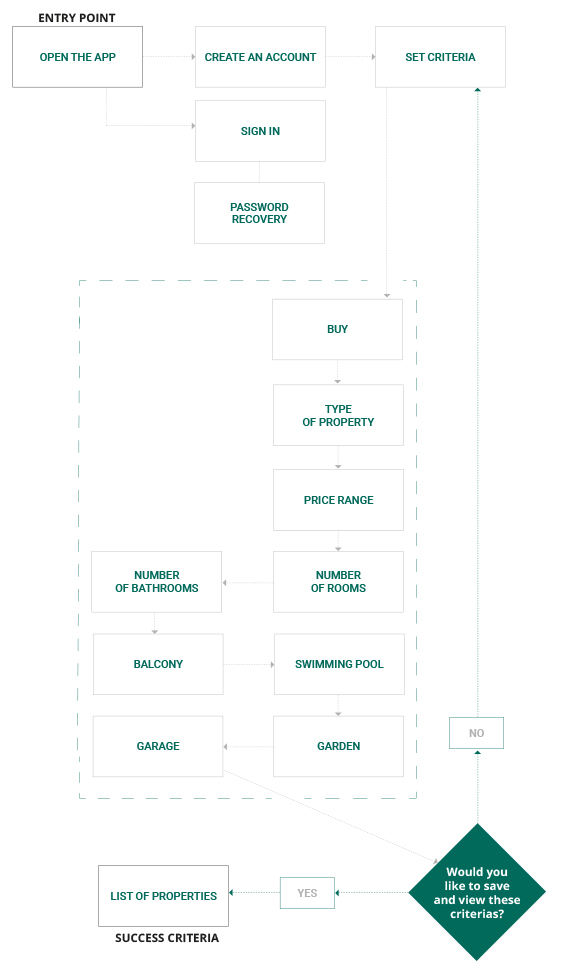 ENTRY POINT
OPEN THE APP
CREATE AN ACCOUNT
SET CRITERIA
SIGN IN
PASSWORD
RECOVERY
BUY
TYPE
OF PROPERTY
PRICE RANGE
NUMBER
OF ROOMS
NUMBER
OF BATHROOMS
BALCONY
SWIMMING POOL
GARDEN
GARAGE
Would you
like to save
and view these
criterias?
NO
YES
LIST OF PROPERTIES
SUCCESS CRITERIA